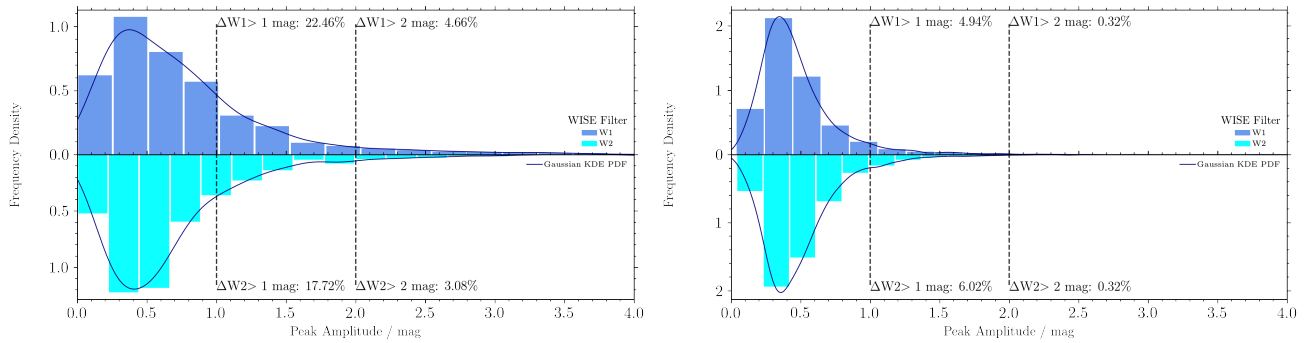 ΔW1> 1 mag: 22.46%
ΔW1> 2 mag: 4.66%
1.0
0.5
0.0
0.5
1.0
Frequency Density
WISE Filter
W1
W2
Gaussian KDE PDF
ΔW2> 1 mag: 17.72%
ΔW2> 2 mag: 3.08%
0.0 0.5 1.0 1.5 2.0 2.5 3.0 3.5 4.0
Peak Amplitude / mag
ΔW1> 1 mag: 4.94%
ΔW1> 2 mag: 0.32%
2
1
0
1
2
Frequency Density
WISE Filter
W1
W2
Gaussian KDE PDF
ΔW2> 1 mag: 6.02%
ΔW2> 2 mag: 0.32%
0.0 0.5 1.0 1.5 2.0 2.5 3.0 3.5 4.0
Peak Amplitude / mag